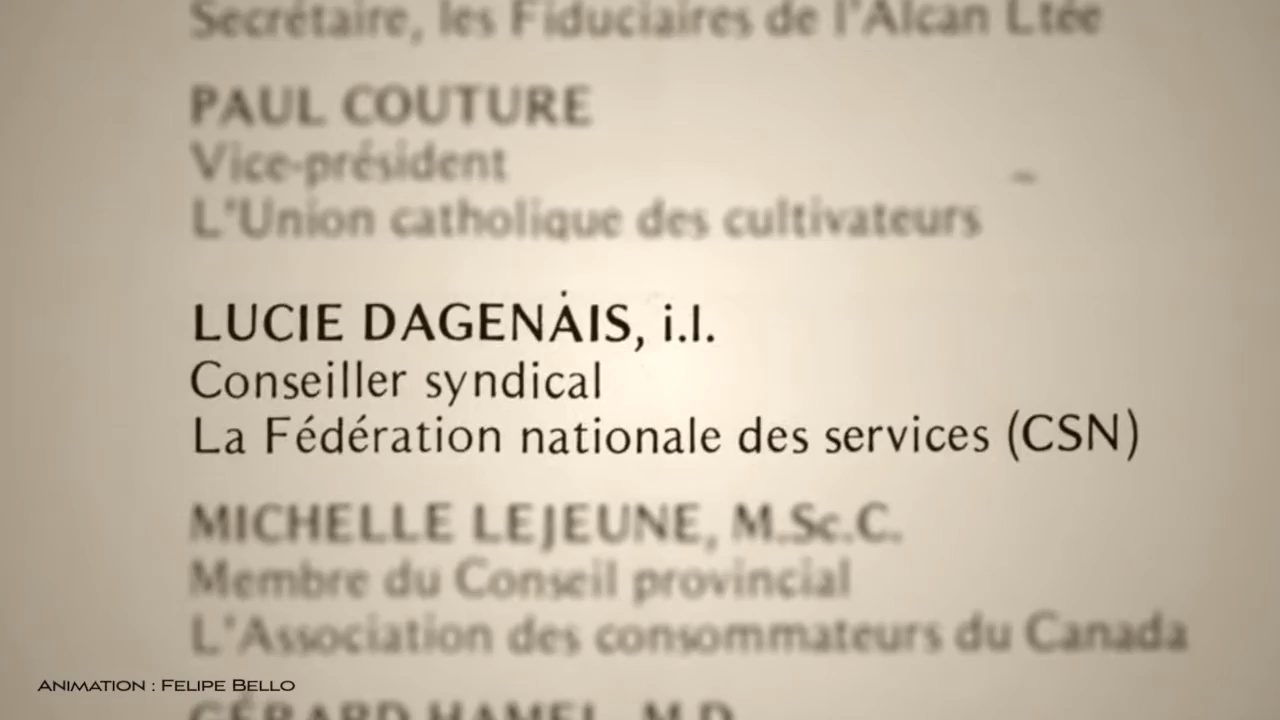 Secrétaire, les Fiduciaires de l'Alcan Ltée
PAUL COUTURE
Vice-président
L'Union catholique des cultivateurs
LUCIE DAGENAIS, i.l.
Conseiller syndical
La Fédération nationale des services (CSN)
MICHELLE LEJEUNE, M.Sc.C.
Membre du Conseil provincial
L'Association des consommateurs du Canada
GÉRARD HAMEL, M.D.
ANIMATION : FELIPE BELLO